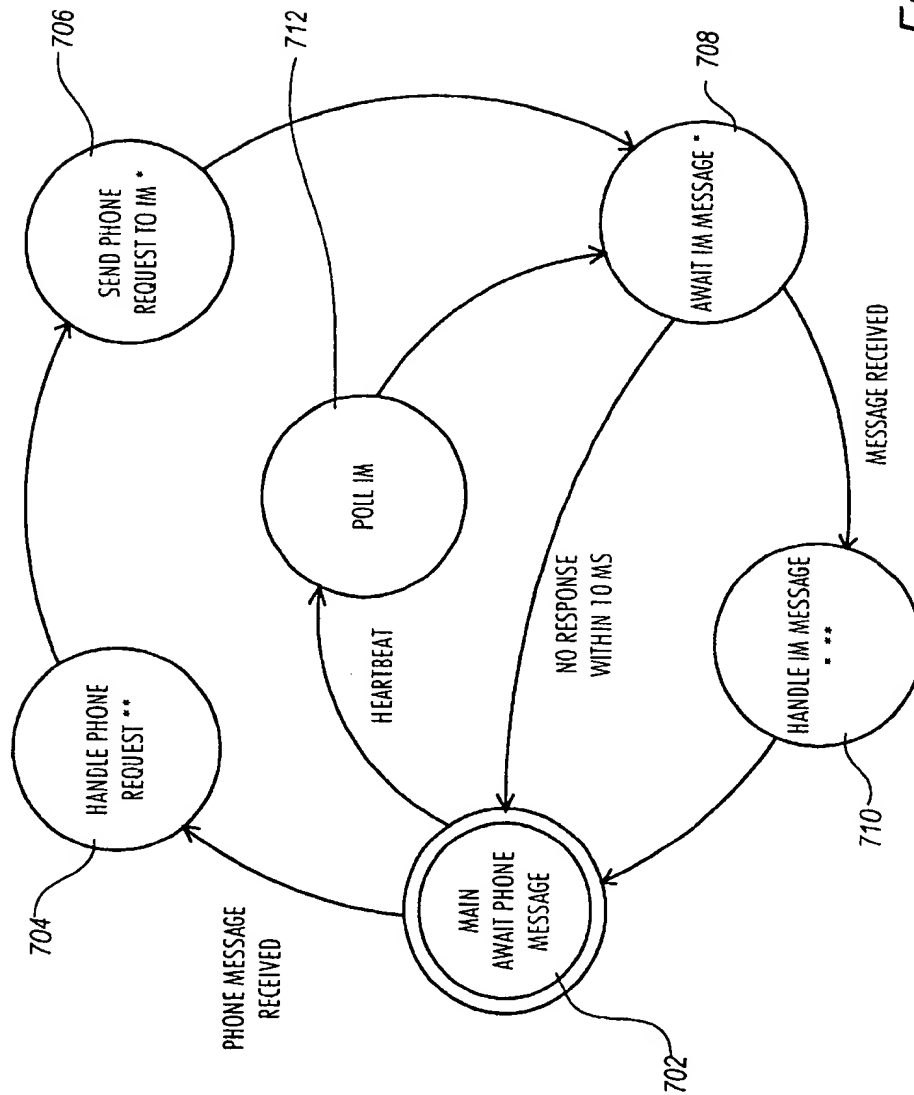 706
SEND PHONE
REQUEST TO IM *
712
708
AWAIT IM MESSAGE *
POLL IM
HANDLE PHONE
REQUEST **
704
HEARTBEAT
NO RESPONSE
WITHIN 10 MS
MESSAGE RECEIVED
HANDLE IM MESSAGE
* **
710
PHONE MESSAGE
RECEIVED
MAIN
AWAIT PHONE
MESSAGE
702